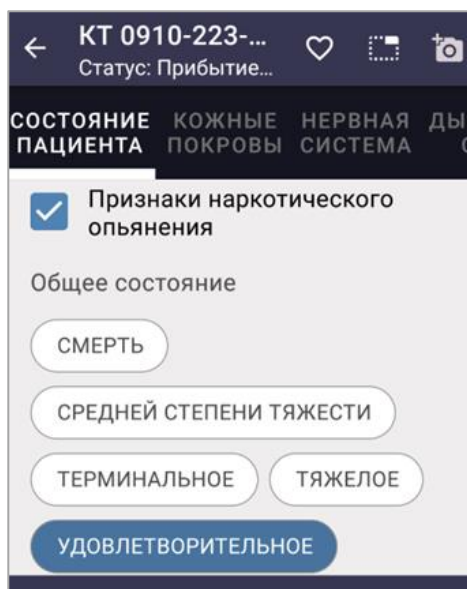 КТ 0910-223-...
Статус: Прибытие...
СОСТОЯНИЕ ПАЦИЕНТА
КОЖНЫЕ ПОКРОВЫ
НЕРВНАЯ СИСТЕМА
ДЫ
Признаки наркотического
опьянения
Общее состояние
СМЕРТЬ
СРЕДНЕЙ СТЕПЕНИ ТЯЖЕСТИ
ТЕРМИНАЛЬНОЕ ТЯЖЕЛОЕ
УДОВЛЕТВОРИТЕЛЬНОЕ